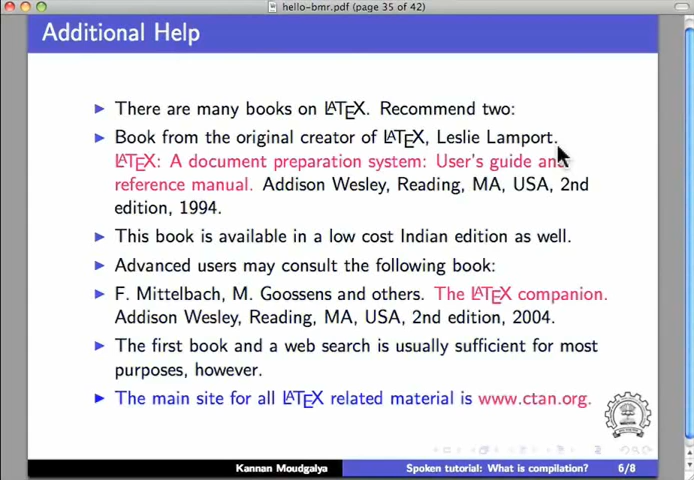 hello-bmr.pdf (page 35 of 42)
Additional Help
There are many books on LATEX. Recommend two:
Book from the original creator of LATEX, Leslie Lamport.
LATEX: A document preparation system: User's guide and
reference manual. Addison Wesley, Reading, MA, USA, 2nd
edition, 1994.
This book is available in a low cost Indian edition as well.
Advanced users may consult the following book:
F. Mittelbach, M. Goossens and others. The LATEX companion.
Addison Wesley, Reading, MA, USA, 2nd edition, 2004.
The first book and a web search is usually sufficient for most
purposes, however.
The main site for all LATEX related material is www.ctan.org.
Kannan Moudgalya Spoken tutorial: What is compilation? 6/8